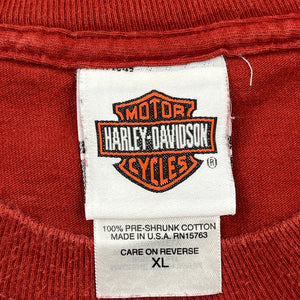 MOTOR
HARLEY-DAVIDSON
CYCLES
®
100% PRE-SHRUNK COTTON
MADE IN U.S.A. RN15763
CARE ON REVERSE
XL